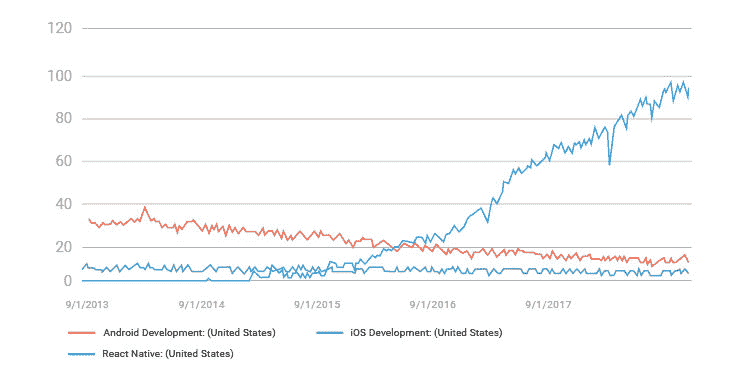 120
100
80
60
40
20
0
9/1/2013 9/1/2014 9/1/2015 9/1/2016 9/1/2017
Android Development: (United States) iOS Development: (United States)
React Native: (United States)